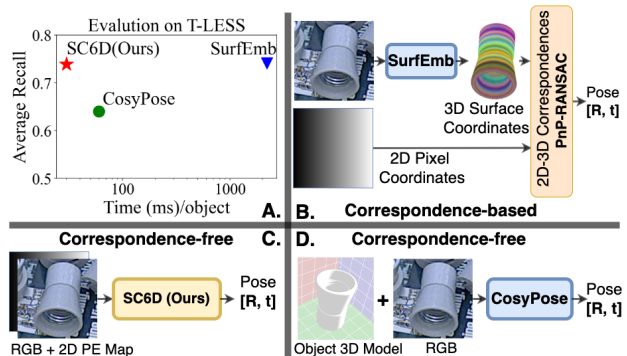 Evalution on T-LESS
0.8
0.7
0.6
0.5
Average Recall
SC6D(Ours)
SurfEmb
CosyPose
100
1000
Time (ms)/object
A.
SurfEmb
3D Surface
Coordinates
2D Pixel
Coordinates
2D-3D Correspondences
PnP-RANSAC
Pose
[R, t]
B.
Correspondence-based
Correspondence-free
C.
SC6D (Ours)
Pose
[R, t]
RGB + 2D PE Map
D.
Correspondence-free
+
CosyPose
Pose
[R, t]
Object 3D Model
RGB